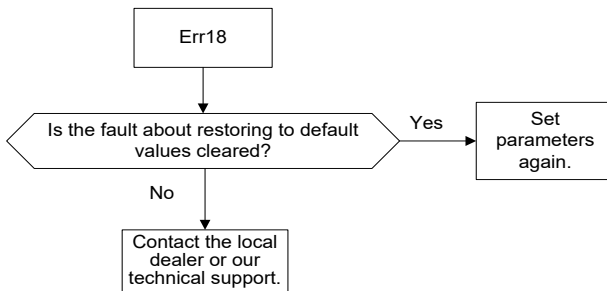 Err18
Is the fault about restoring to default
values cleared?
Yes
Set
parameters
again.
No
Contact the local
dealer or our
technical support.